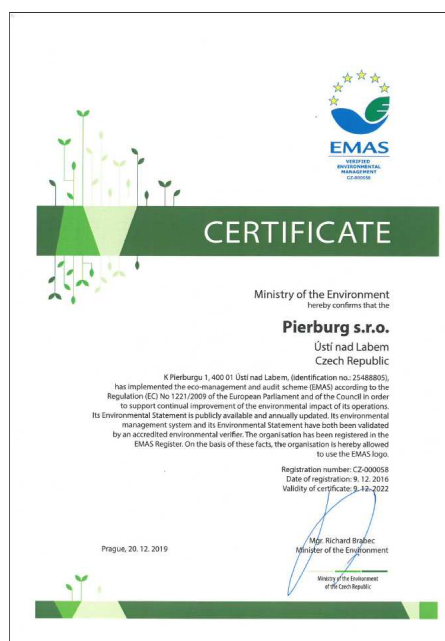 EMAS
VERIFIED
ENVIRONMENTAL
MANAGEMENT
CZ-000058
CERTIFICATE
Ministry of the Environment
hereby confirms that the
Pierburg s.r.o.
Ústí nad Labem
Czech Republic
K Pierburgu 1, 400 01 Ústí nad Labem, (identification no.: 25488805),
has implemented the eco-management and audit scheme (EMAS) according to the
Regulation (EC) No 1221/2009 of the European Parliament and of the Council in order
to support continual improvement of the environmental impact of its operations.
Its Environmental Statement is publicly available and annually updated. Its environmental
management system and its Environmental Statement have both been validated
by an accredited environmental verifier. The organisation has been registered in the
EMAS Register. On the basis of these facts, the organisation is hereby allowed
to use the EMAS logo.
Registration number: CZ-000058
Date of registration: 9. 12. 2016
Validity of certificate: 9. 12. 2022
Mgr. Richard Brabec
Prague, 20. 12. 2019
Minister of the Environment
Ministry of the Environment
of the Czech Republic